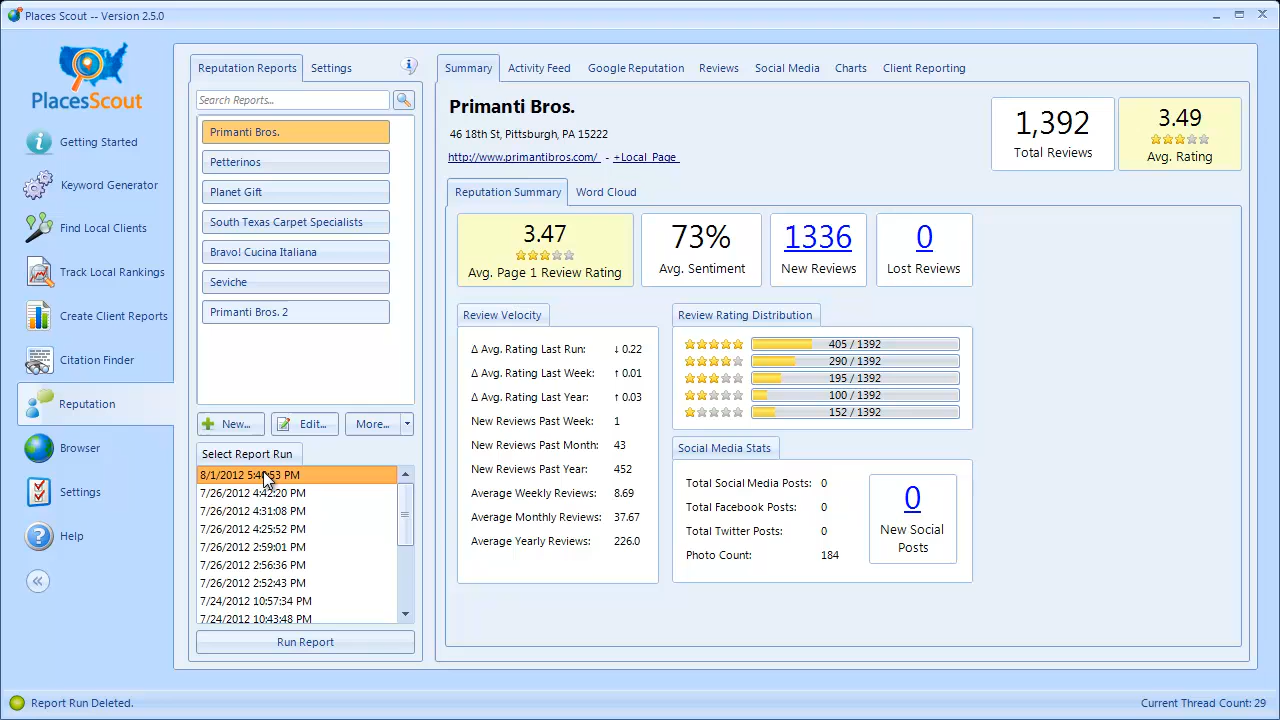 Places Scout -- Version 2.5.0
PlacesScout
Getting Started
Keyword Generator
Find Local Clients
Track Local Rankings
Create Client Reports
Citation Finder
Reputation
Browser
Settings
Help
Reputation Reports
Settings
Search Reports...
Primanti Bros.
Petterinos
Planet Gift
South Texas Carpet Specialists
Bravo! Cucina Italiana
Seviche
Primanti Bros. 2
New...
Edit...
More...
Select Report Run
8/1/2012 5:40:53 PM
7/26/2012 4:42:20 PM
7/26/2012 4:31:08 PM
7/26/2012 4:25:52 PM
7/26/2012 2:59:01 PM
7/26/2012 2:56:36 PM
7/26/2012 2:52:43 PM
7/24/2012 10:57:34 PM
7/24/2012 10:43:48 PM
Run Report
Summary
Activity Feed
Google Reputation
Reviews
Social Media
Charts
Client Reporting
Primanti Bros.
46 18th St, Pittsburgh, PA 15222
http://www.primantibros.com/ - +Local Page
1,392
Total Reviews
3.49
Avg. Rating
Reputation Summary
Word Cloud
3.47
Avg. Page 1 Review Rating
73%
Avg. Sentiment
1336
New Reviews
0
Lost Reviews
Review Velocity
Δ Avg. Rating Last Run: ↓ 0.22
Δ Avg. Rating Last Week: ↑ 0.01
Δ Avg. Rating Last Year: ↑ 0.03
New Reviews Past Week: 1
New Reviews Past Month: 43
New Reviews Past Year: 452
Average Weekly Reviews: 8.69
Average Monthly Reviews: 37.67
Average Yearly Reviews: 226.0
Review Rating Distribution
405 / 1392
290 / 1392
195 / 1392
100 / 1392
152 / 1392
Social Media Stats
Total Social Media Posts: 0
Total Facebook Posts: 0
Total Twitter Posts: 0
Photo Count: 184
0
New Social
Posts
Report Run Deleted.
Current Thread Count: 29